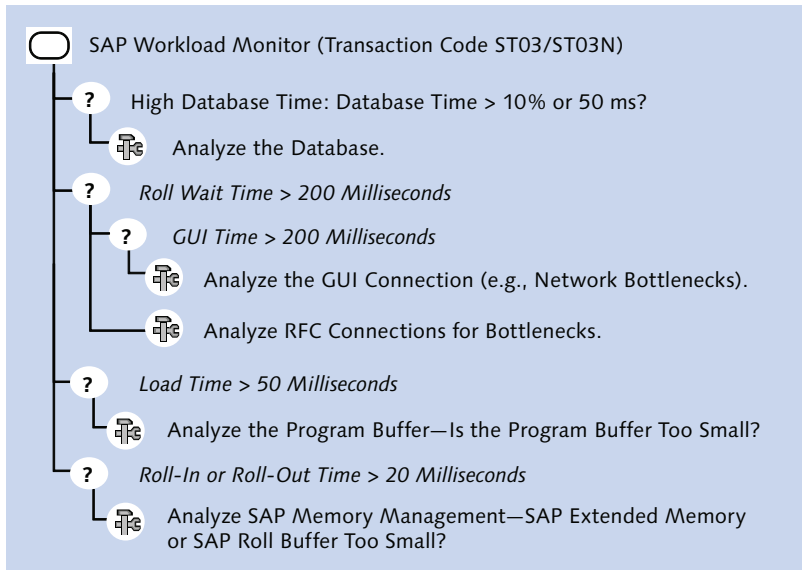 SAP Workload Monitor (Transaction Code ST03/ST03N)
? High Database Time: Database Time > 10% or 50 ms?
Analyze the Database.
? Roll Wait Time > 200 Milliseconds
? GUI Time > 200 Milliseconds
Analyze the GUI Connection (e.g., Network Bottlenecks).
Analyze RFC Connections for Bottlenecks.
? Load Time > 50 Milliseconds
Analyze the Program Buffer—Is the Program Buffer Too Small?
? Roll-In or Roll-Out Time > 20 Milliseconds
Analyze SAP Memory Management—SAP Extended Memory
or SAP Roll Buffer Too Small?